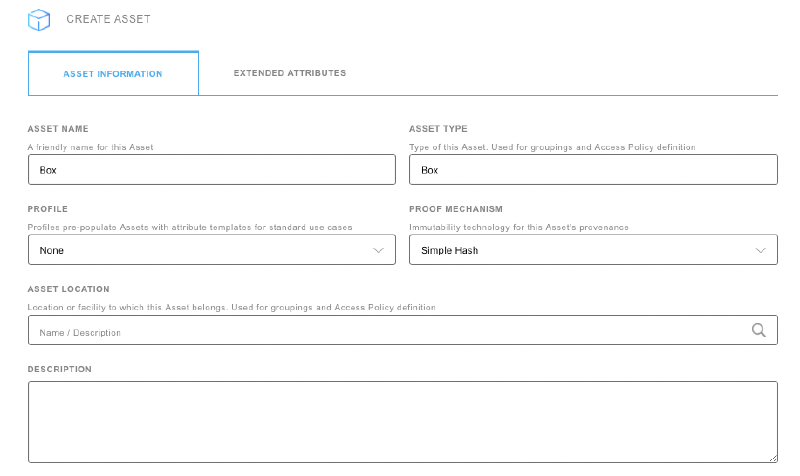 CREATE ASSET
ASSET INFORMATION
EXTENDED ATTRIBUTES
ASSET NAME
A friendly name for this Asset
Box
ASSET TYPE
Type of this Asset. Used for groupings and Access Policy definition
Box
PROFILE
Profiles pre-populate Assets with attribute templates for standard use cases
None
PROOF MECHANISM
Immutability technology for this Asset's provenance
Simple Hash
ASSET LOCATION
Location or facility to which this Asset belongs. Used for groupings and Access Policy definition
Name / Description
DESCRIPTION